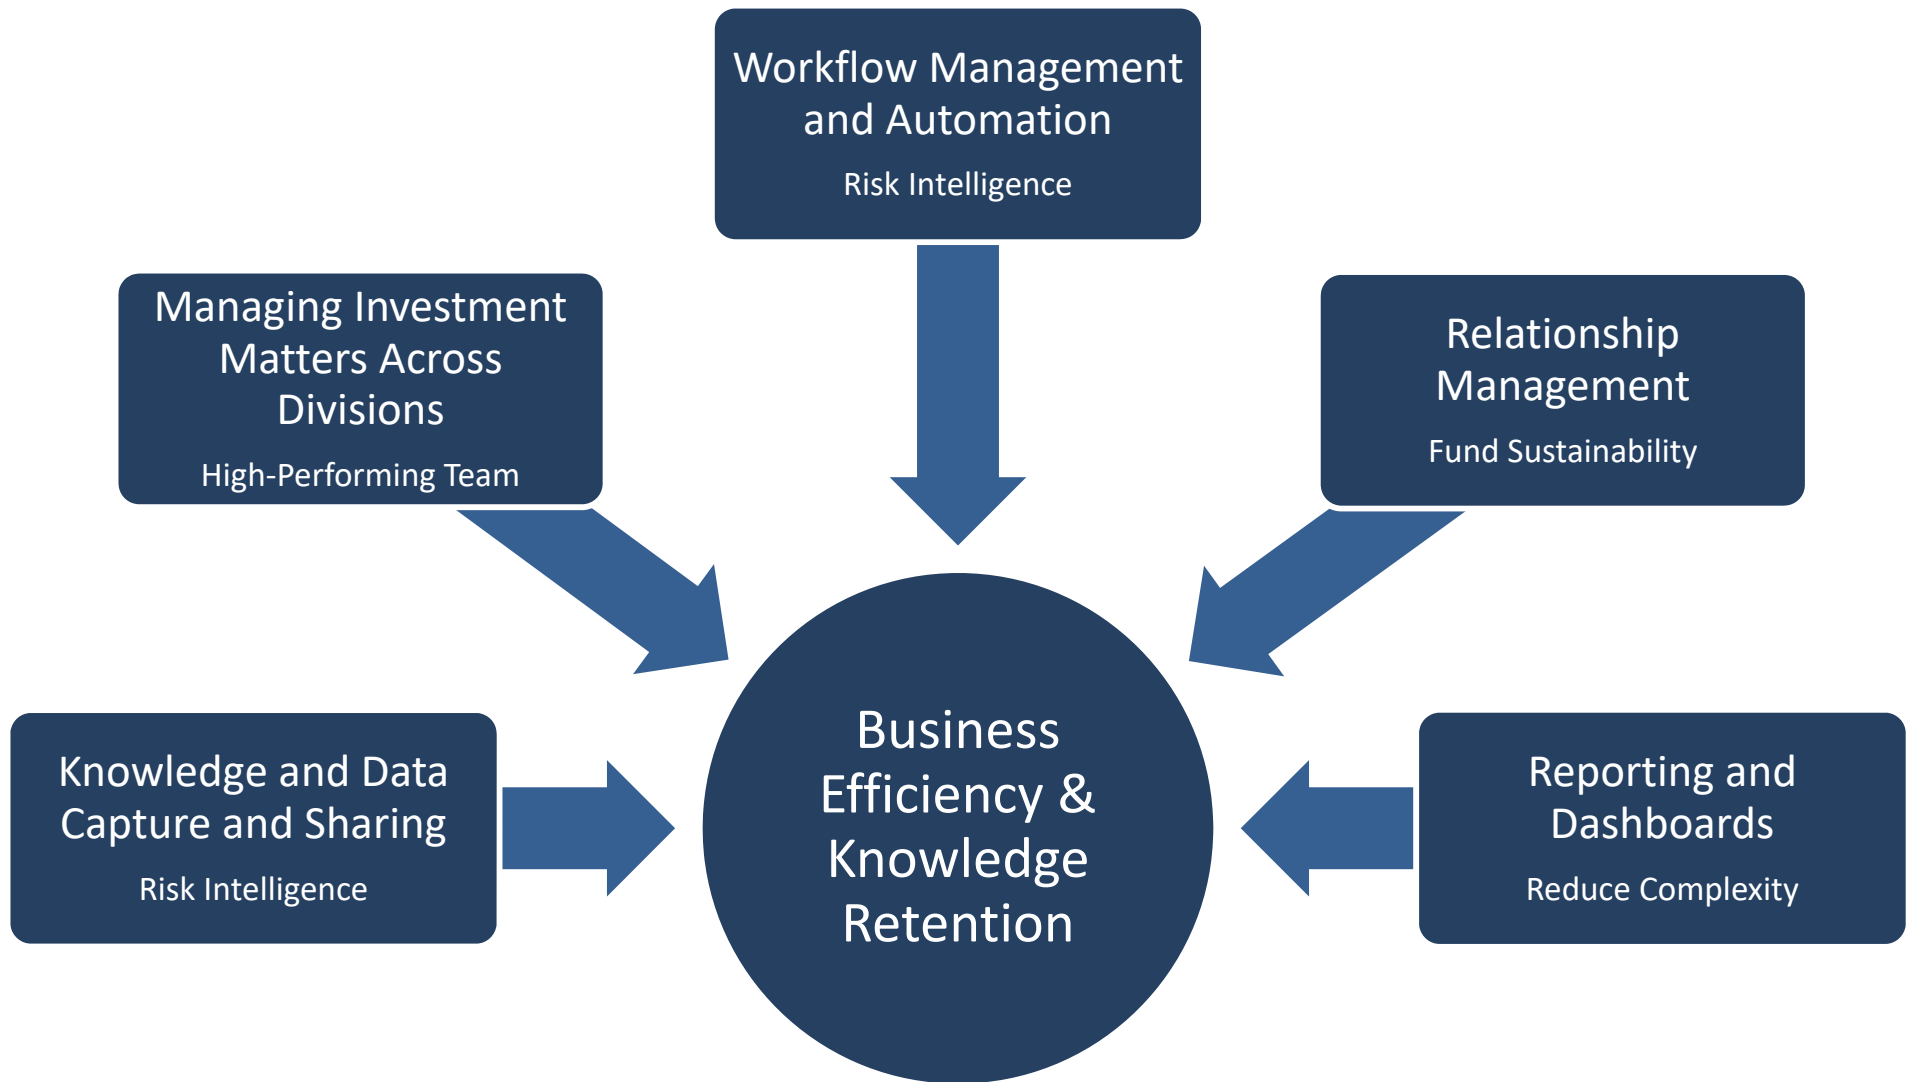 Workflow Management
and Automation
Risk Intelligence
Managing Investment
Matters Across
Divisions
High-Performing Team
Relationship
Management
Fund Sustainability
Knowledge and Data
Capture and Sharing
Risk Intelligence
Business
Efficiency &
Knowledge
Retention
Reporting and
Dashboards
Reduce Complexity